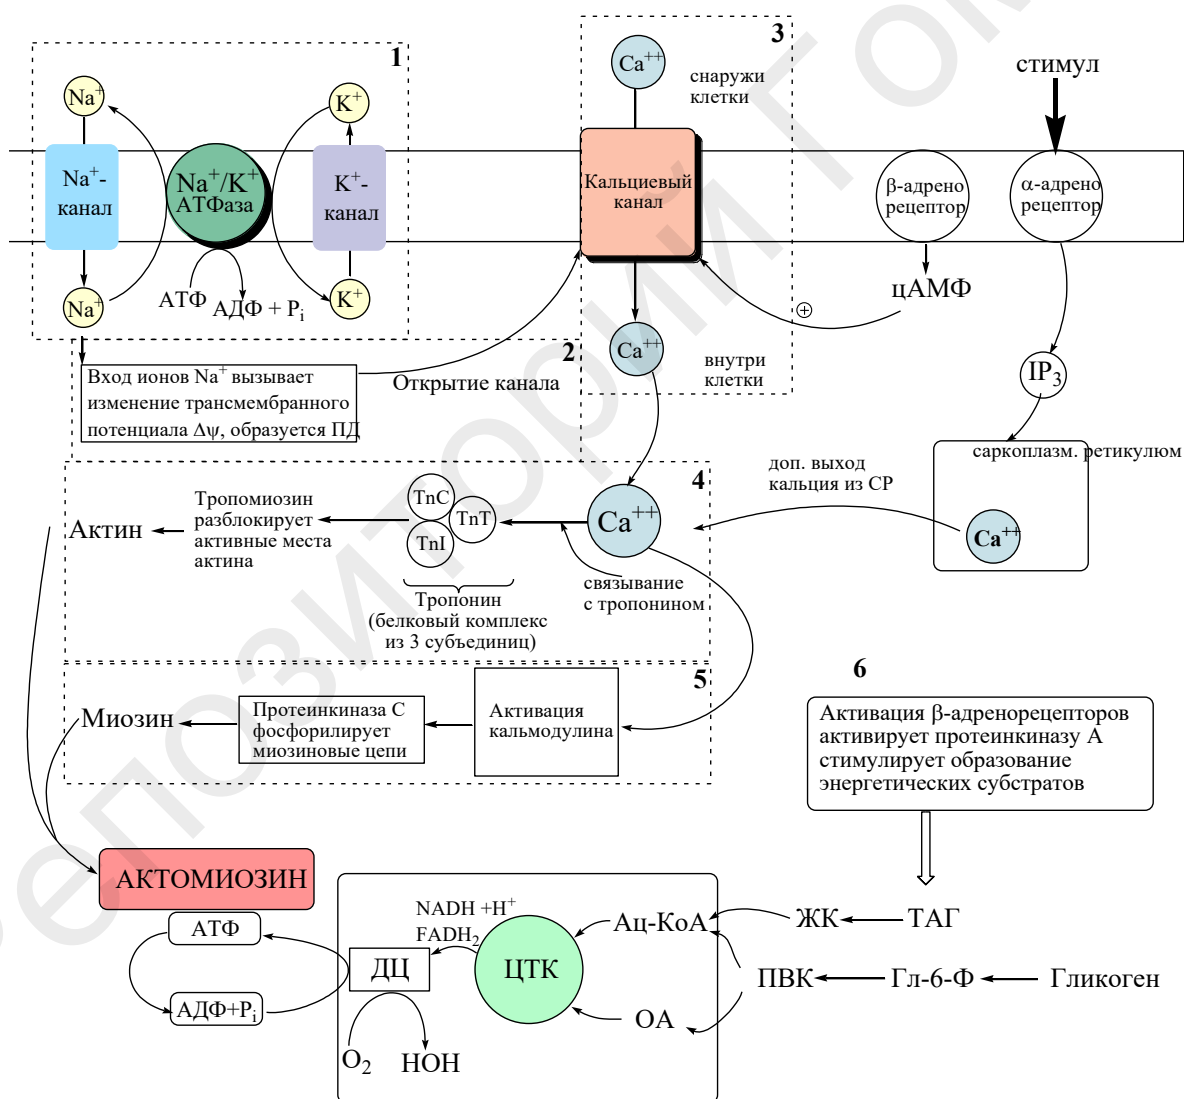 1
Na⁺
K⁺
Na⁺-
канал
Na⁺/K⁺
АТФаза
K⁺-
канал
Na⁺
АТФ
АДФ + Pᵢ
K⁺
2
Вход ионов Na⁺ вызывает
изменение трансмембранного
потенциала Δψ, образуется ПД
Открытие канала
3
Ca⁺⁺
снаружи
клетки
Кальциевый
канал
Ca⁺⁺
внутри
клетки
стимул
β-адрено
рецептор
α-адрено
рецептор
цАМФ
⊕
IP₃
саркоплазм. ретикулюм
доп. выход
кальция из СР
Ca⁺⁺
4
Актин
Тропомиозин
разблокирует
активные места
актина
TnC
TnT
TnI
Ca⁺⁺
связывание
с тропонином
Тропонин
(белковый комплекс
из 3 субъединиц)
5
Миозин
Протеинкиназа С
фосфорилирует
миозиновые цепи
Активация
кальмодулина
6
Активация β-адренорецепторов
активирует протеинкиназу А
стимулирует образование
энергетических субстратов
АКТОМИОЗИН
АТФ
АДФ+Pᵢ
NADH +H⁺
FADH₂
ДЦ
ЦТК
O₂
НОН
Ац-КоА
ОА
ЖК
ТАГ
ПВК
Гл-6-Ф
Гликоген